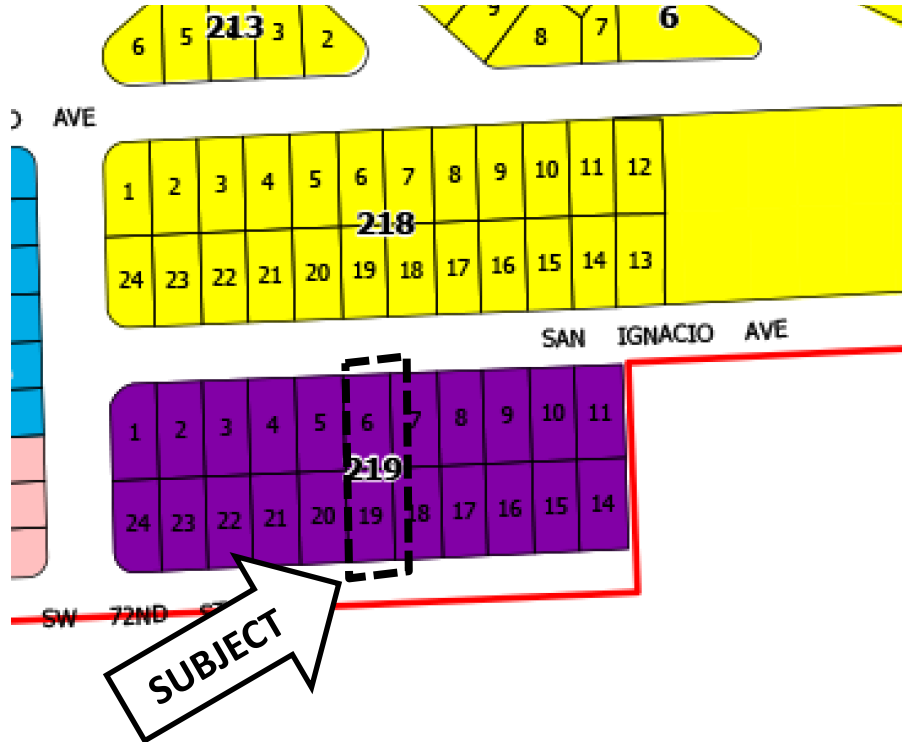 213
6 5 3 2
9 8 7 6
AVE
1 2 3 4 5 6 7 8 9 10 11 12
218
24 23 22 21 20 19 18 17 16 15 14 13
SAN IGNACIO AVE
1 2 3 4 5 6 7 8 9 10 11
219
24 23 22 21 20 19 18 17 16 15 14
SW 72ND
SUBJECT